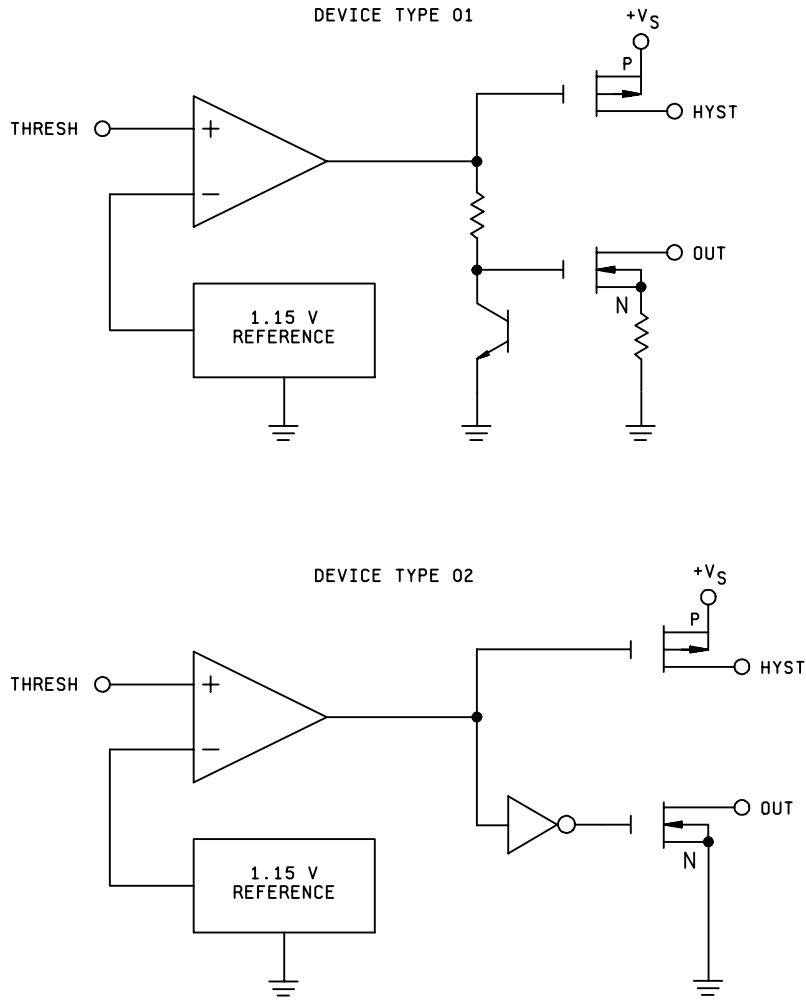 DEVICE TYPE 01
+VS
P
THRESH
+
HYST
−
OUT
1.15 V
REFERENCE
N
DEVICE TYPE 02
+VS
P
THRESH
+
HYST
−
OUT
1.15 V
REFERENCE
N